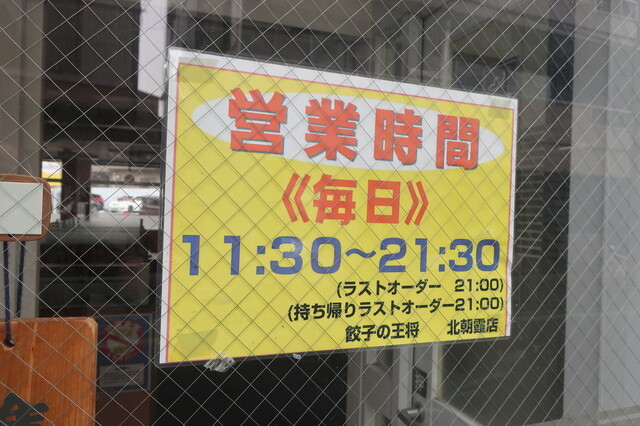 営業時間
《毎日》
11:30～21:30
(ラストオーダー 21:00)
(持ち帰りラストオーダー21:00)
餃子の王将 北朝霞店